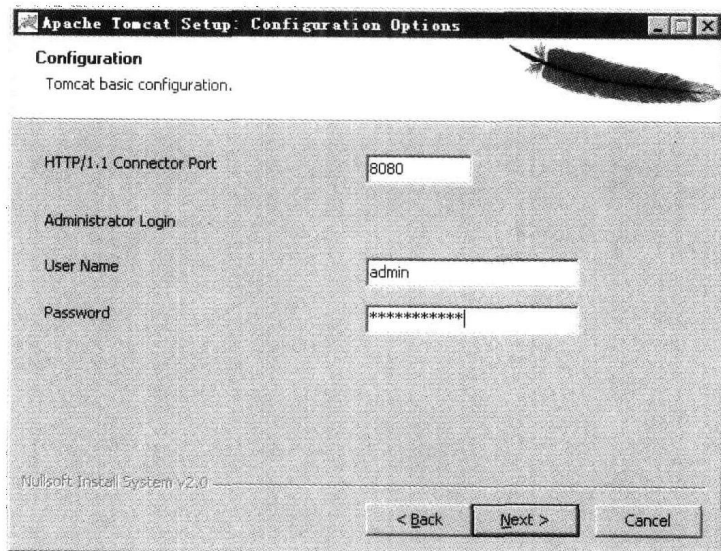 Apache Tomcat Setup: Configuration Options
Configuration
Tomcat basic configuration.
HTTP/1.1 Connector Port
8080
Administrator Login
User Name
admin
Password
***********
Nullsoft Install System v2.0
< Back
Next >
Cancel